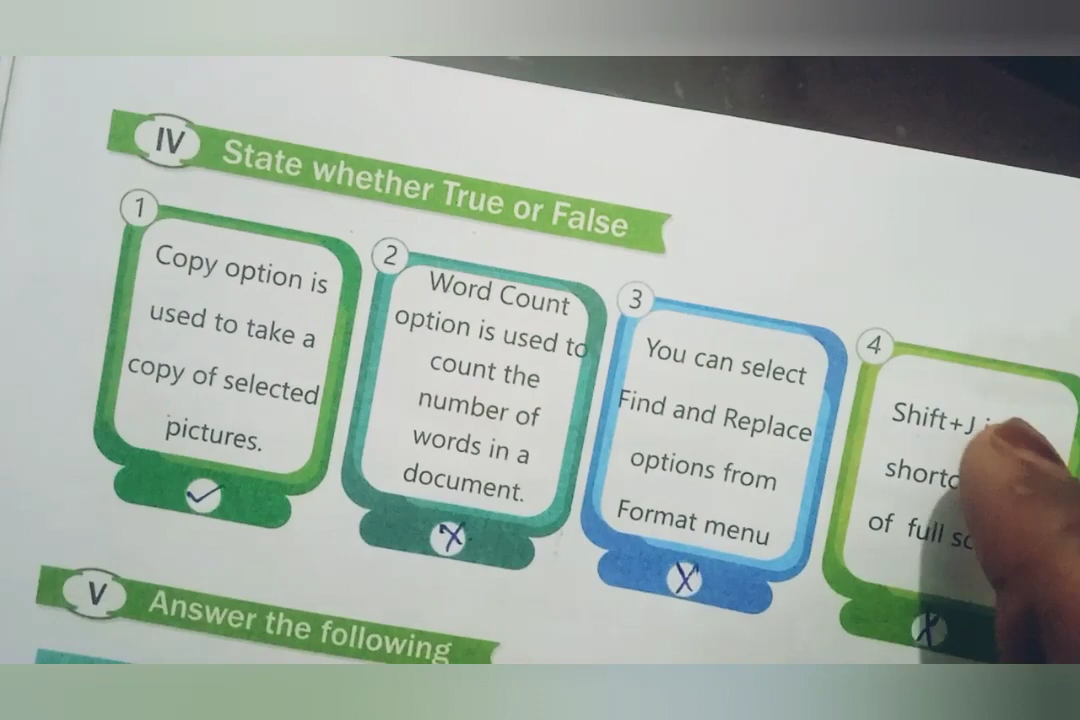 IV State whether True or False
1
Copy option is
used to take a
copy of selected
pictures.
✓
2
Word Count
option is used to
count the
number of
words in a
document.
X
3
You can select
Find and Replace
options from
Format menu
X
4
Shift+J
of full
X
V Answer the following